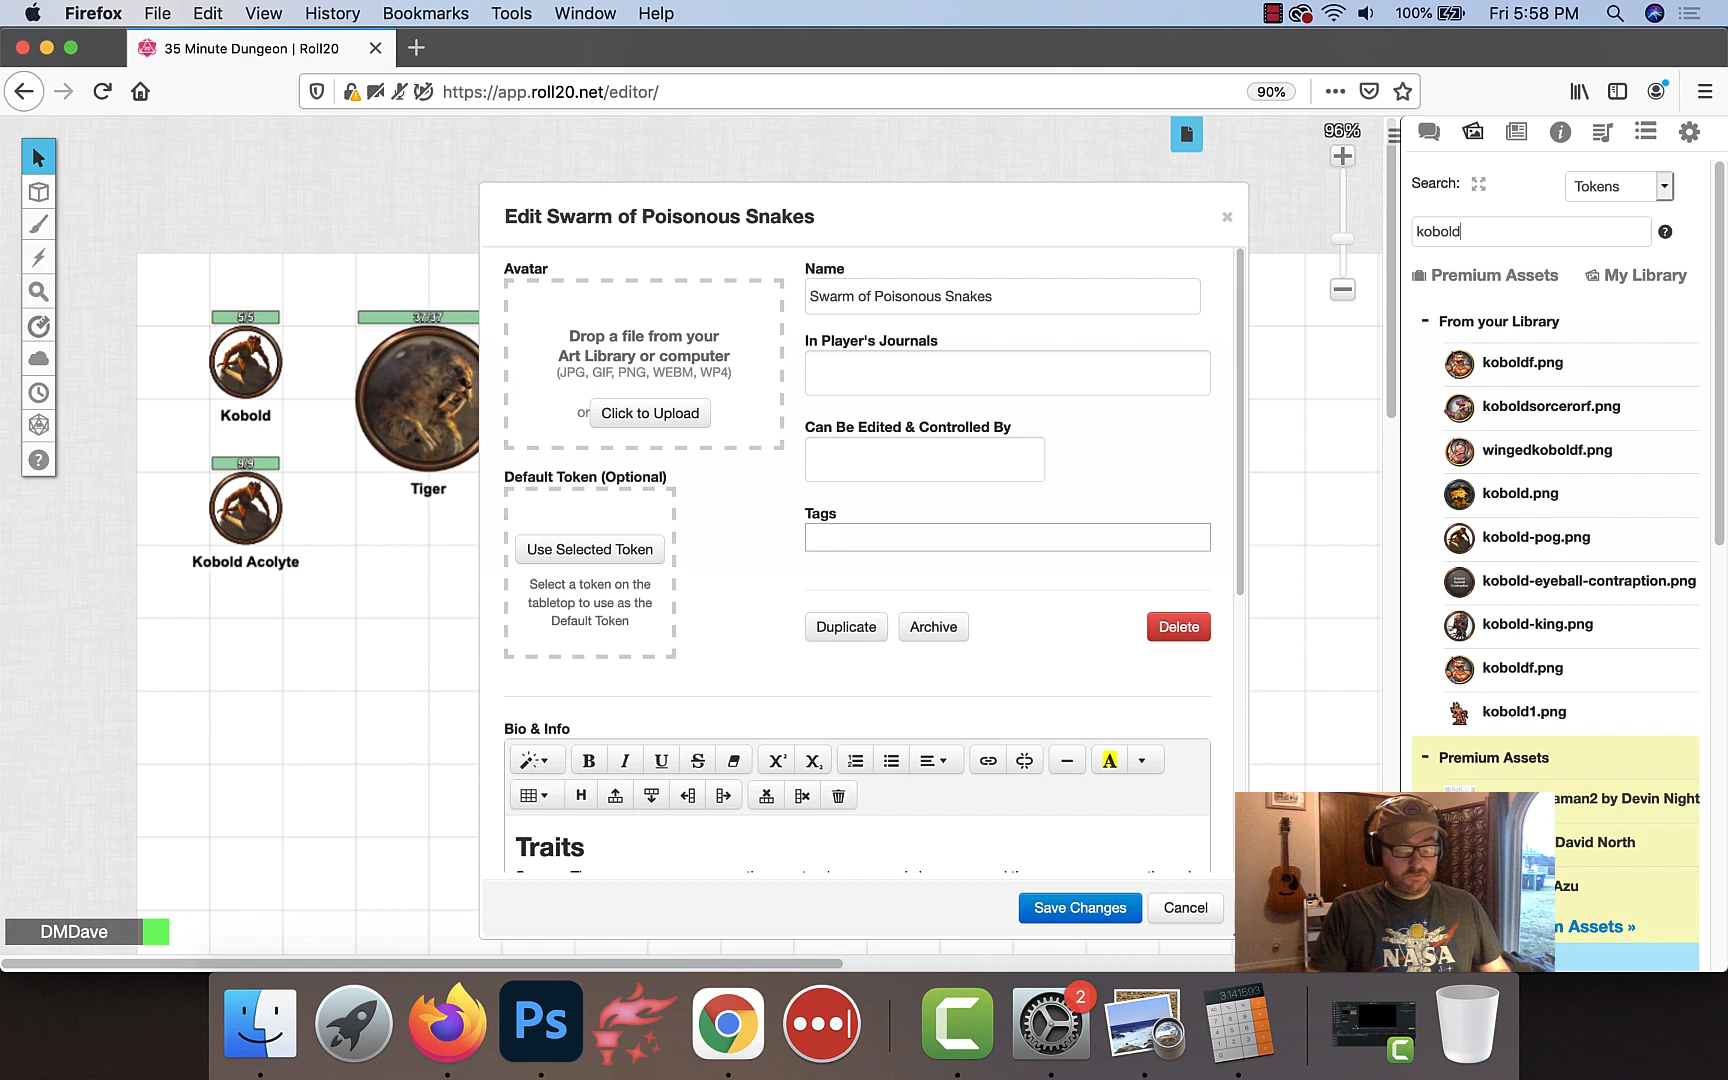 Firefox File Edit View History Bookmarks Tools Window Help 100% Fri 5:58 PM
35 Minute Dungeon | Roll20
https://app.roll20.net/editor/ 90%
96%
Search: Tokens
kobold
Premium Assets My Library
From your Library
koboldf.png
koboldsorcerorf.png
wingedkoboldf.png
kobold.png
kobold-pog.png
kobold-eyeball-contraption.png
kobold-king.png
koboldf.png
kobold1.png
Premium Assets
aman2 by Devin Night
David North
Azu
n Assets »
5/5
Kobold
9/9
Kobold Acolyte
37/37
Tiger
Edit Swarm of Poisonous Snakes
Avatar
Drop a file from your
Art Library or computer
(JPG, GIF, PNG, WEBM, WP4)
or Click to Upload
Default Token (Optional)
Use Selected Token
Select a token on the
tabletop to use as the
Default Token
Name
Swarm of Poisonous Snakes
In Player's Journals
Can Be Edited & Controlled By
Tags
Duplicate Archive Delete
Bio & Info
B I U S X² X₂ A
H
Traits
Save Changes Cancel
DMDave
NASA
Ps
2
3.141593